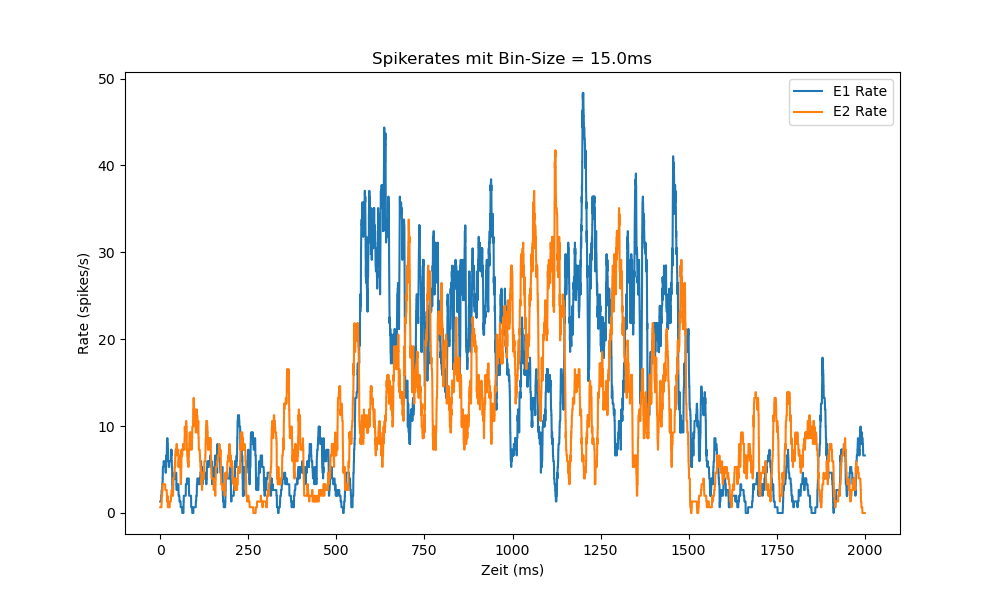 Spikerates mit Bin-Size = 15.0ms
E1 Rate
E2 Rate
Rate (spikes/s)
50
40
30
20
10
0
0 250 500 750 1000 1250 1500 1750 2000
Zeit (ms)